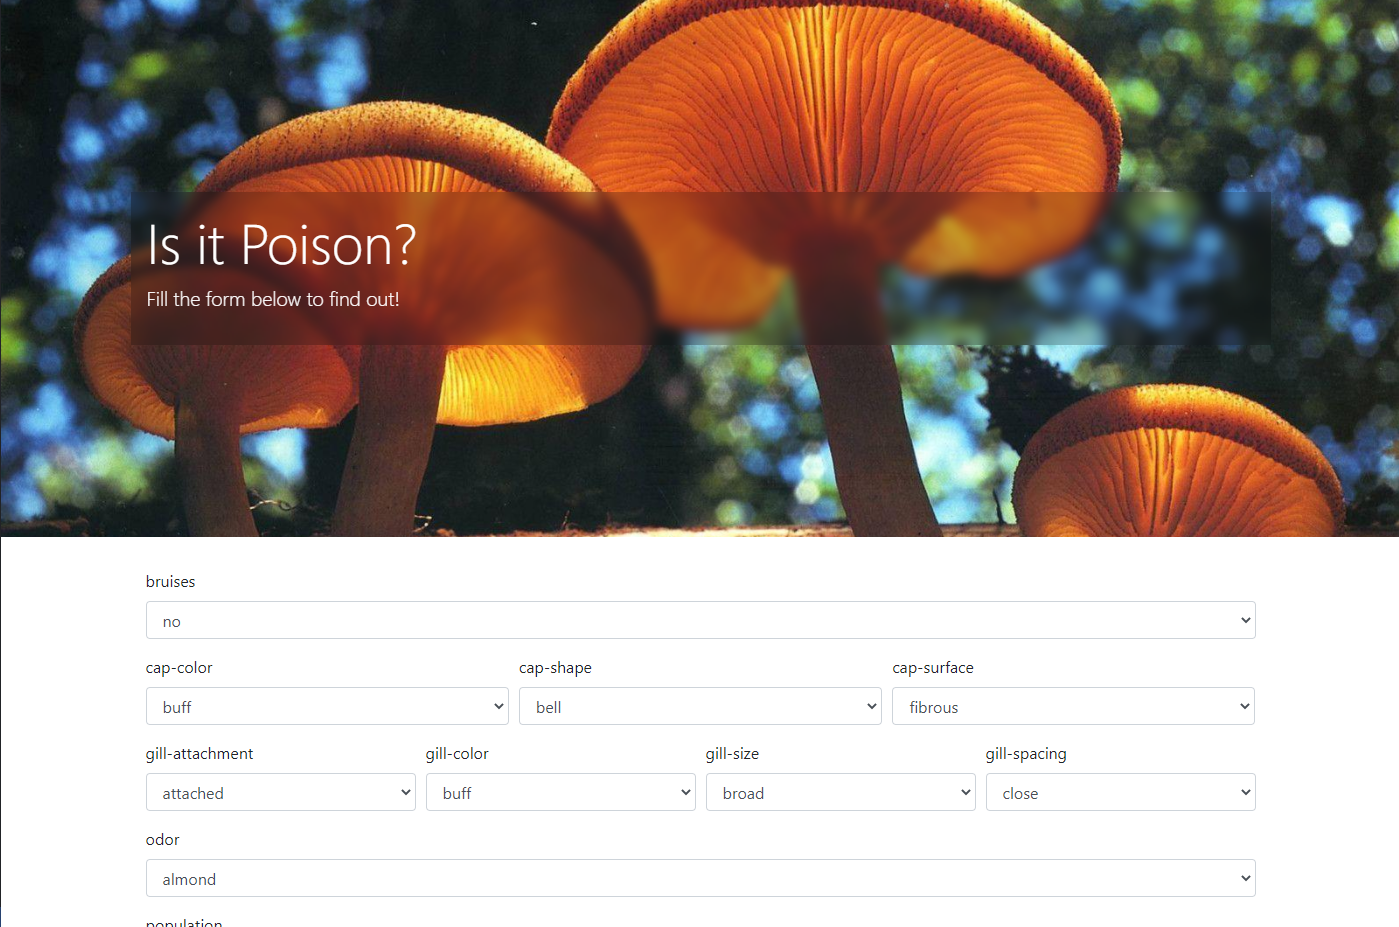 Is it Poison?
Fill the form below to find out!
bruises
no
cap-color cap-shape cap-surface
buff bell fibrous
gill-attachment gill-color gill-size gill-spacing
attached buff broad close
odor
almond
population